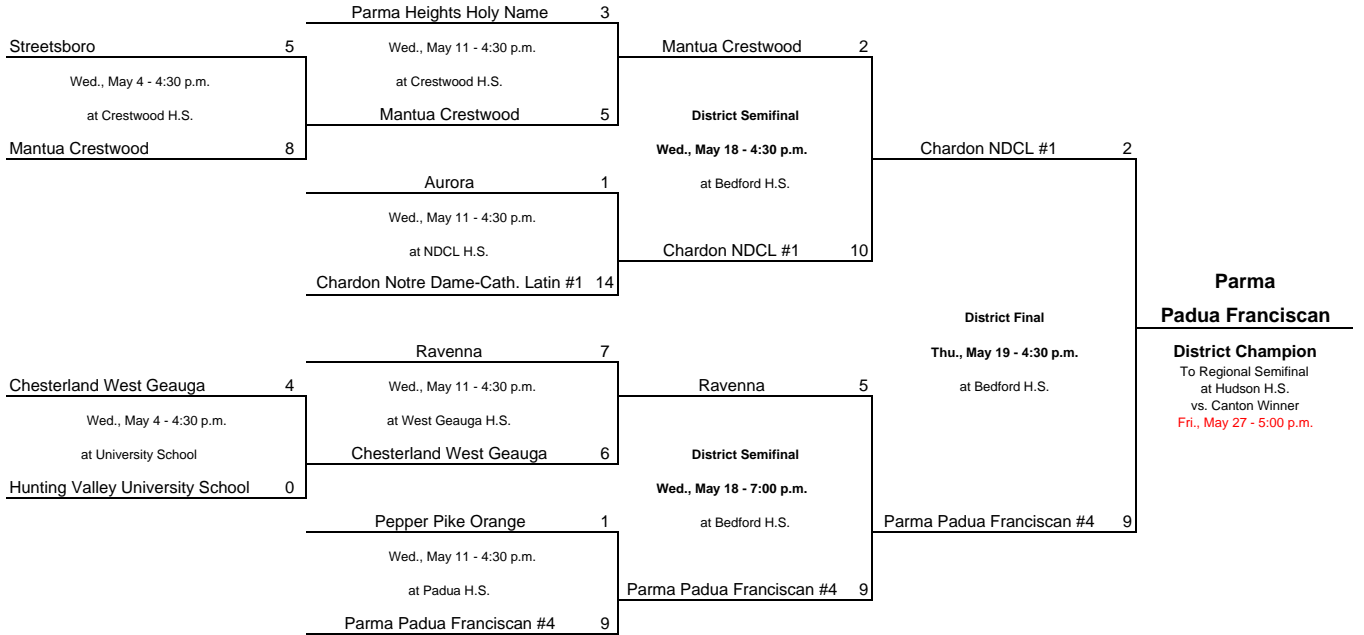 Parma Heights Holy Name 3
Streetsboro 5
Wed., May 11 - 4:30 p.m.
Mantua Crestwood 2
Wed., May 4 - 4:30 p.m.
at Crestwood H.S.
at Crestwood H.S.
Mantua Crestwood 5
District Semifinal
Mantua Crestwood 8
Wed., May 18 - 4:30 p.m.
Chardon NDCL #1 2
Aurora 1
at Bedford H.S.
Wed., May 11 - 4:30 p.m.
at NDCL H.S.
Chardon NDCL #1 10
Chardon Notre Dame-Cath. Latin #1 14
Parma
District Final
Padua Franciscan
Ravenna 7
Thu., May 19 - 4:30 p.m.
District Champion
To Regional Semifinal
Chesterland West Geauga 4
Wed., May 11 - 4:30 p.m.
Ravenna 5
at Bedford H.S.
at Hudson H.S.
vs. Canton Winner
Wed., May 4 - 4:30 p.m.
at West Geauga H.S.
Fri., May 27 - 5:00 p.m.
at University School
Chesterland West Geauga 6
District Semifinal
Hunting Valley University School 0
Wed., May 18 - 7:00 p.m.
Pepper Pike Orange 1
at Bedford H.S.
Parma Padua Franciscan #4 9
Wed., May 11 - 4:30 p.m.
at Padua H.S.
Parma Padua Franciscan #4 9
Parma Padua Franciscan #4 9